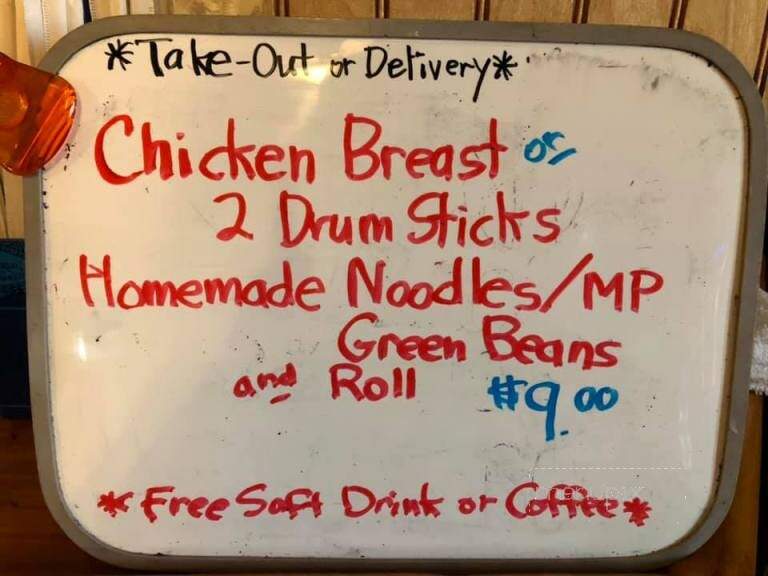 *Take-Out or Delivery*
Chicken Breast or
2 Drum Sticks
Homemade Noodles/MP
Green Beans
and Roll $9.00
*Free Soft Drink or Coffee*